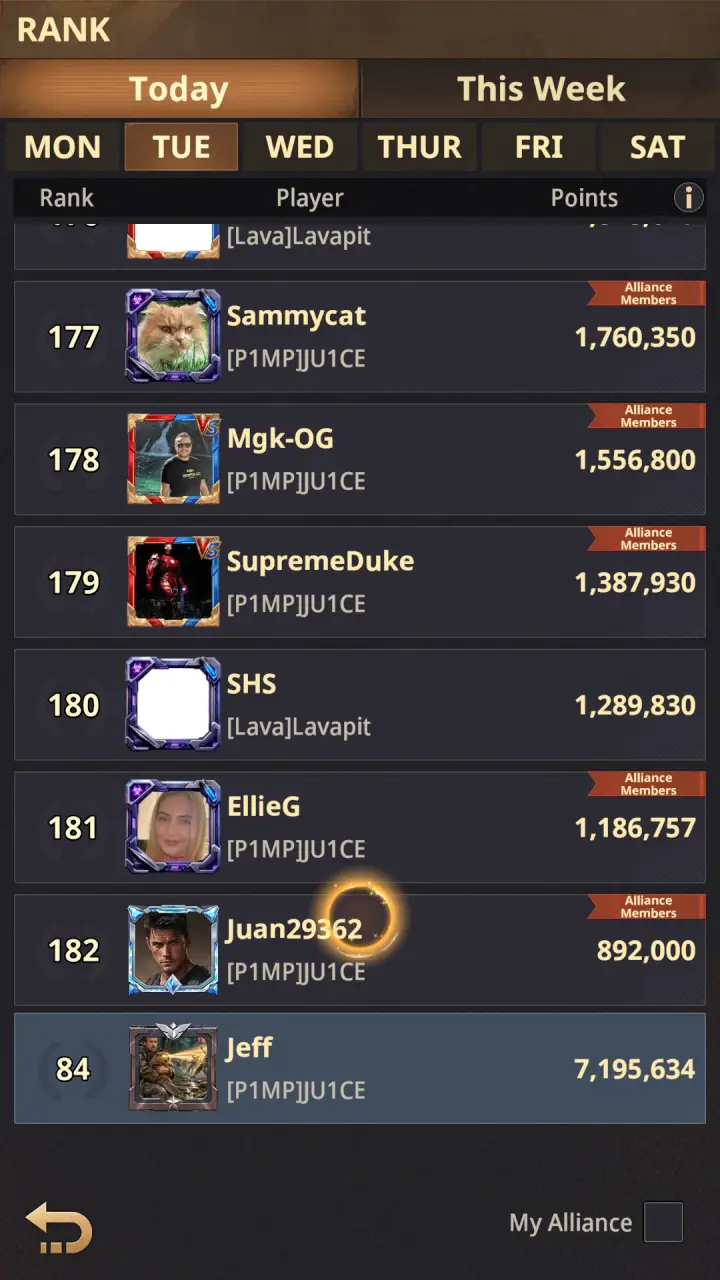 RANK
Today
This Week
MON
TUE
WED
THUR
FRI
SAT
Rank
Player
Points
[Lava]Lavapit
Alliance
Members
177
Sammycat
[P1MP]JU1CE
1,760,350
Alliance
Members
178
Mgk-OG
[P1MP]JU1CE
1,556,800
Alliance
Members
179
SupremeDuke
[P1MP]JU1CE
1,387,930
180
SHS
[Lava]Lavapit
1,289,830
Alliance
Members
181
EllieG
[P1MP]JU1CE
1,186,757
Alliance
Members
182
Juan29362
[P1MP]JU1CE
892,000
84
Jeff
[P1MP]JU1CE
7,195,634
My Alliance